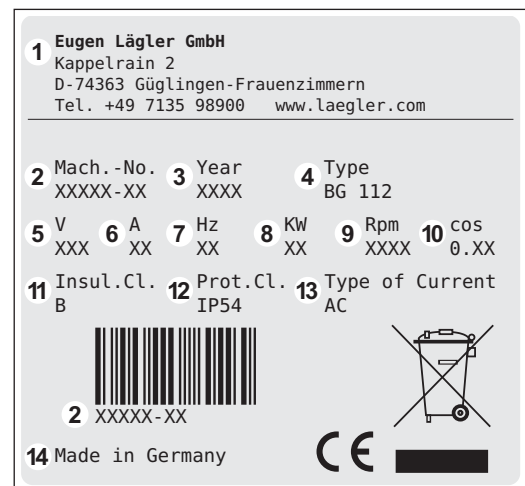 1 Eugen Lägler GmbH
Kappelrain 2
D-74363 Güglingen-Frauenzimmern
Tel. +49 7135 98900 www.laegler.com
2 Mach.-No. 3 Year 4 Type
XXXXX-XX XXXX BG 112
5 V 6 A 7 Hz 8 KW 9 Rpm 10 cos
XXX XX XX XX XXXX 0.XX
11 Insul.Cl. 12 Prot.Cl. 13 Type of Current
B IP54 AC
2 XXXXX-XX
14 Made in Germany CE